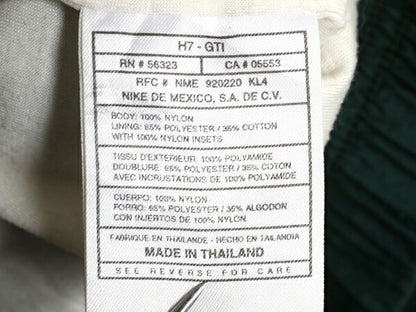 H7 - GTI
RN # 56323 CA # 05553
RFC # NME 920220 KL4
NIKE DE MEXICO, S.A. DE C.V.
BODY: 100% NYLON
LINING: 65% POLYESTER / 35% COTTON
WITH 100% NYLON INSETS
TISSU D'EXTERIEUR: 100% POLYAMIDE
DOUBLURE: 65% POLYESTER / 35% COTON
AVEC INCRUSTATIONS DE 100% POLYAMIDE
CUERPO: 100% NYLON
FORRO: 65% POLYESTER / 35% ALGODON
CON INJERTOS DE 100% NYLON
FABRIQUE EN THAILANDE - HECHO EN TAILANDIA
MADE IN THAILAND
SEE REVERSE FOR CARE